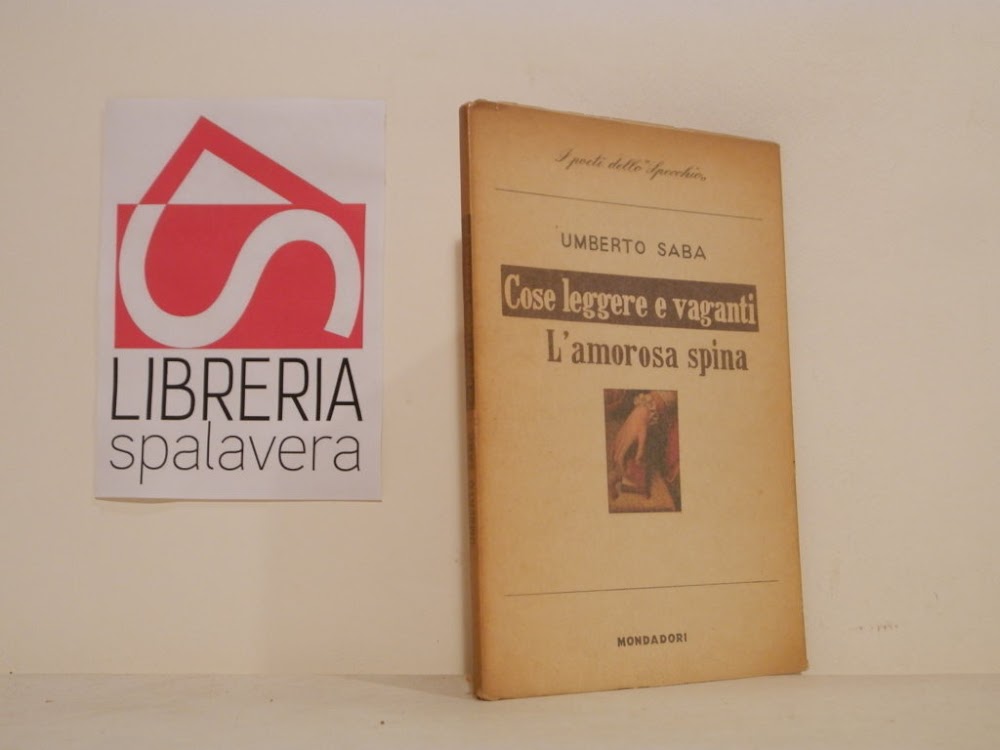 LIBRERIA
spalavera
I poeti dello "Specchio"
UMBERTO SABA
Cose leggere e vaganti
L'amorosa spina
MONDADORI